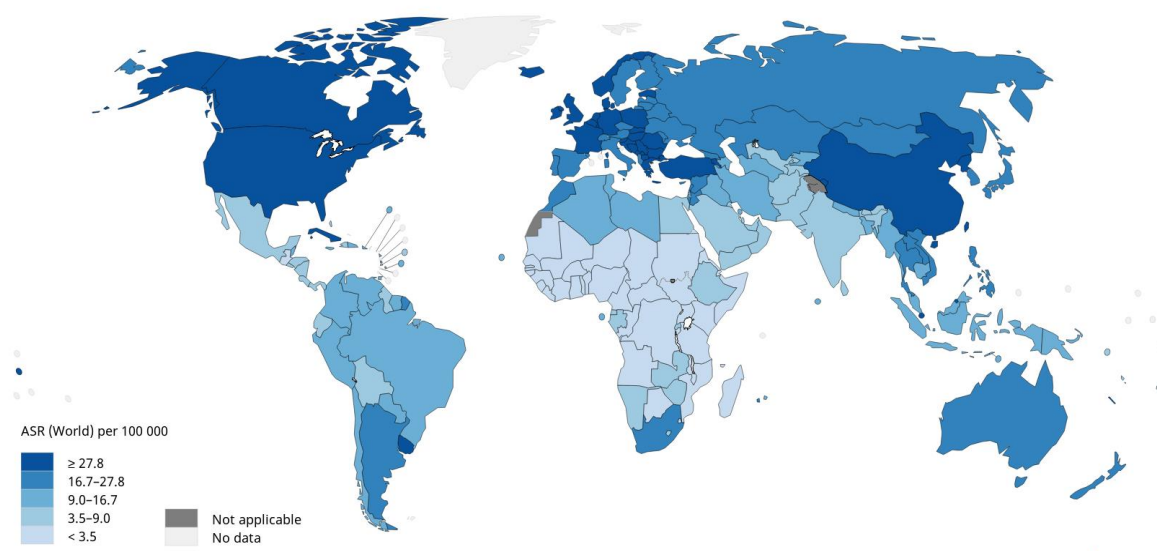 ASR (World) per 100 000
≥ 27.8
16.7–27.8
9.0–16.7
3.5–9.0
< 3.5
Not applicable
No data